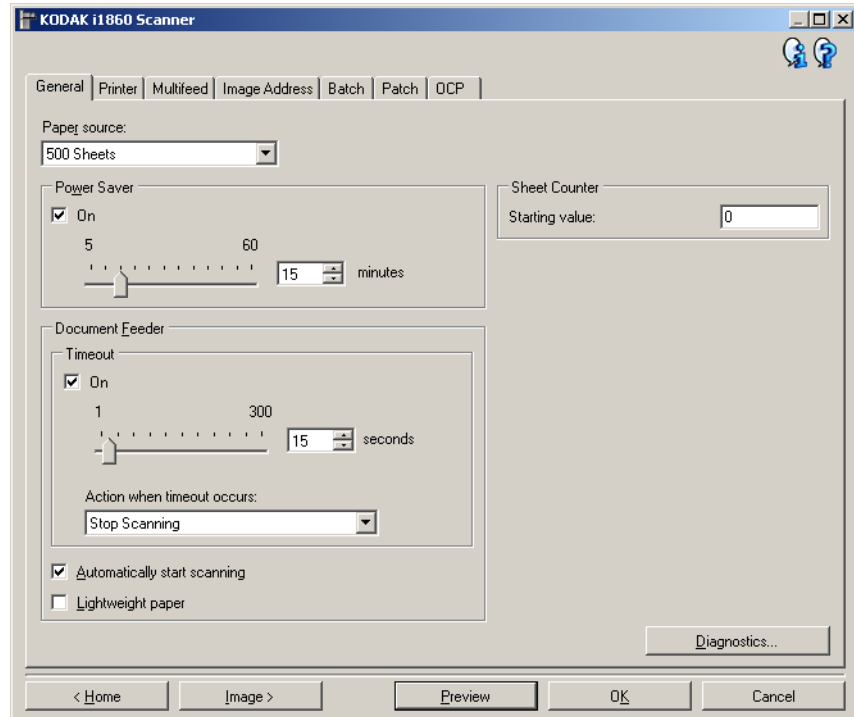 KODAK i1860 Scanner
General Printer Multifeed Image Address Batch Patch OCP
Paper source:
500 Sheets
Power Saver
On
5 60
15 minutes
Sheet Counter
Starting value: 0
Document Feeder
Timeout
On
1 300
15 seconds
Action when timeout occurs:
Stop Scanning
Automatically start scanning
Lightweight paper
Diagnostics...
< Home Image > Preview OK Cancel